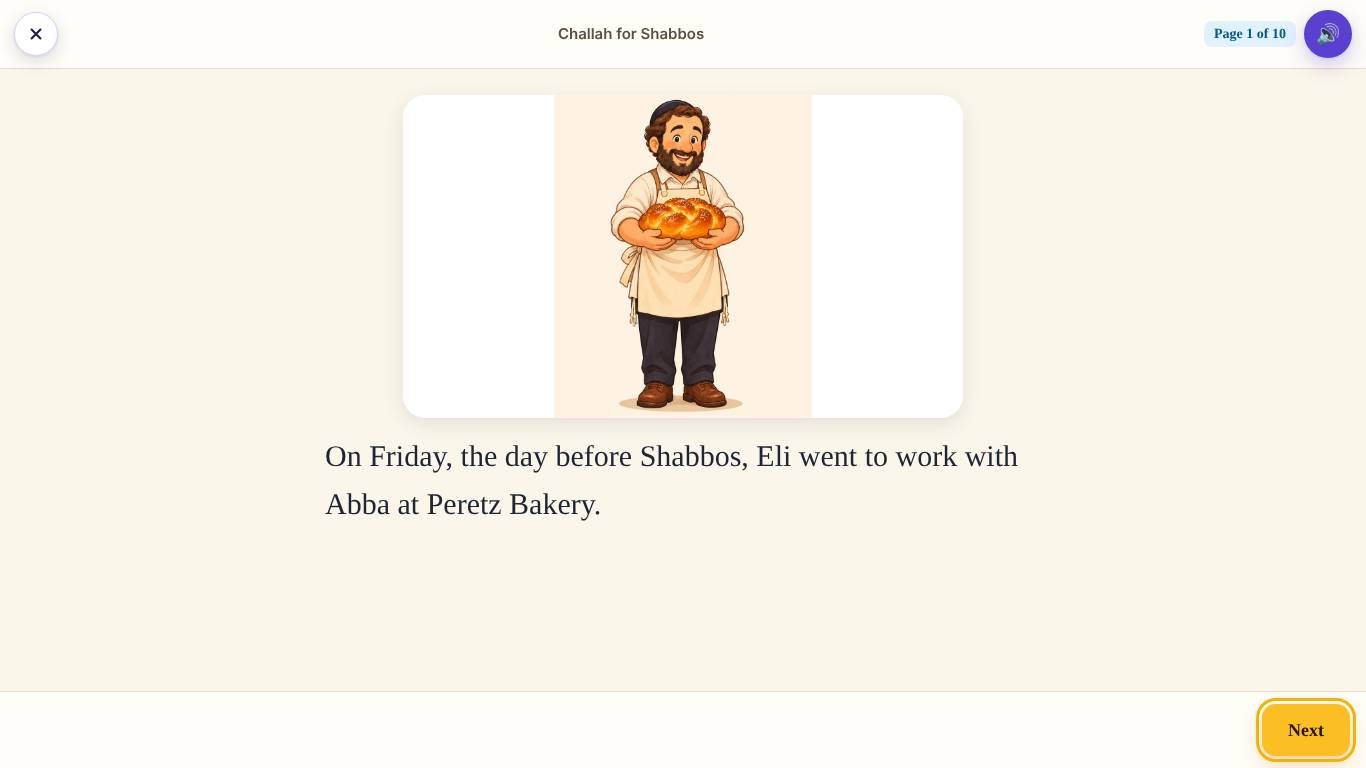 Challah for Shabbos
Page 1 of 10
On Friday, the day before Shabbos, Eli went to work with
Abba at Peretz Bakery.
Next